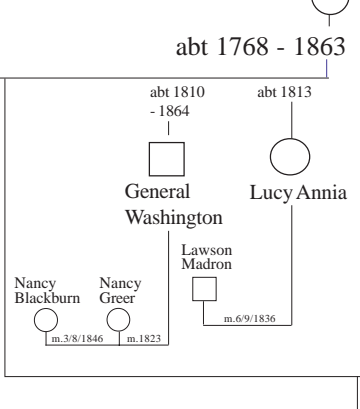 abt 1768 - 1863
abt 1810
- 1864
abt 1813
General
Washington
Lucy Annia
Lawson
Madron
Nancy
Blackburn
Nancy
Greer
m.3/8/1846
m.1823
m.6/9/1836